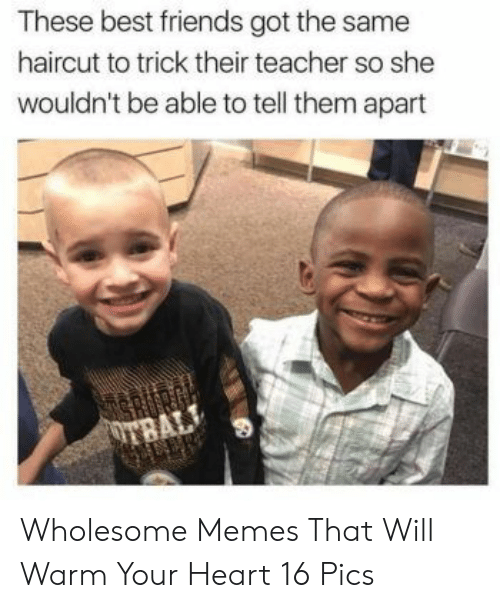 These best friends got the same
haircut to trick their teacher so she
wouldn't be able to tell them apart
OTBALL
Wholesome Memes That Will
Warm Your Heart 16 Pics